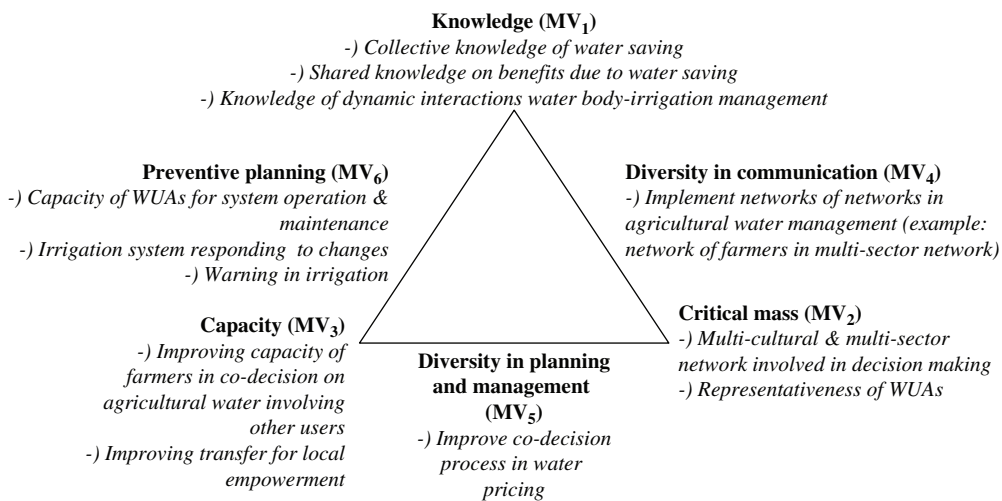 Knowledge (MV₁)
-) Collective knowledge of water saving
-) Shared knowledge on benefits due to water saving
-) Knowledge of dynamic interactions water body-irrigation management
Preventive planning (MV₆)
-) Capacity of WUAs for system operation &
maintenance
-) Irrigation system responding to changes
-) Warning in irrigation
Diversity in communication (MV₄)
-) Implement networks of networks in
agricultural water management (example:
network of farmers in multi-sector network)
Capacity (MV₃)
-) Improving capacity of
farmers in co-decision on
agricultural water involving
other users
-) Improving transfer for local
empowerment
Diversity in planning
and management
(MV₅)
-) Improve co-decision
process in water
pricing
Critical mass (MV₂)
-) Multi-cultural & multi-sector
network involved in decision making
-) Representativeness of WUAs